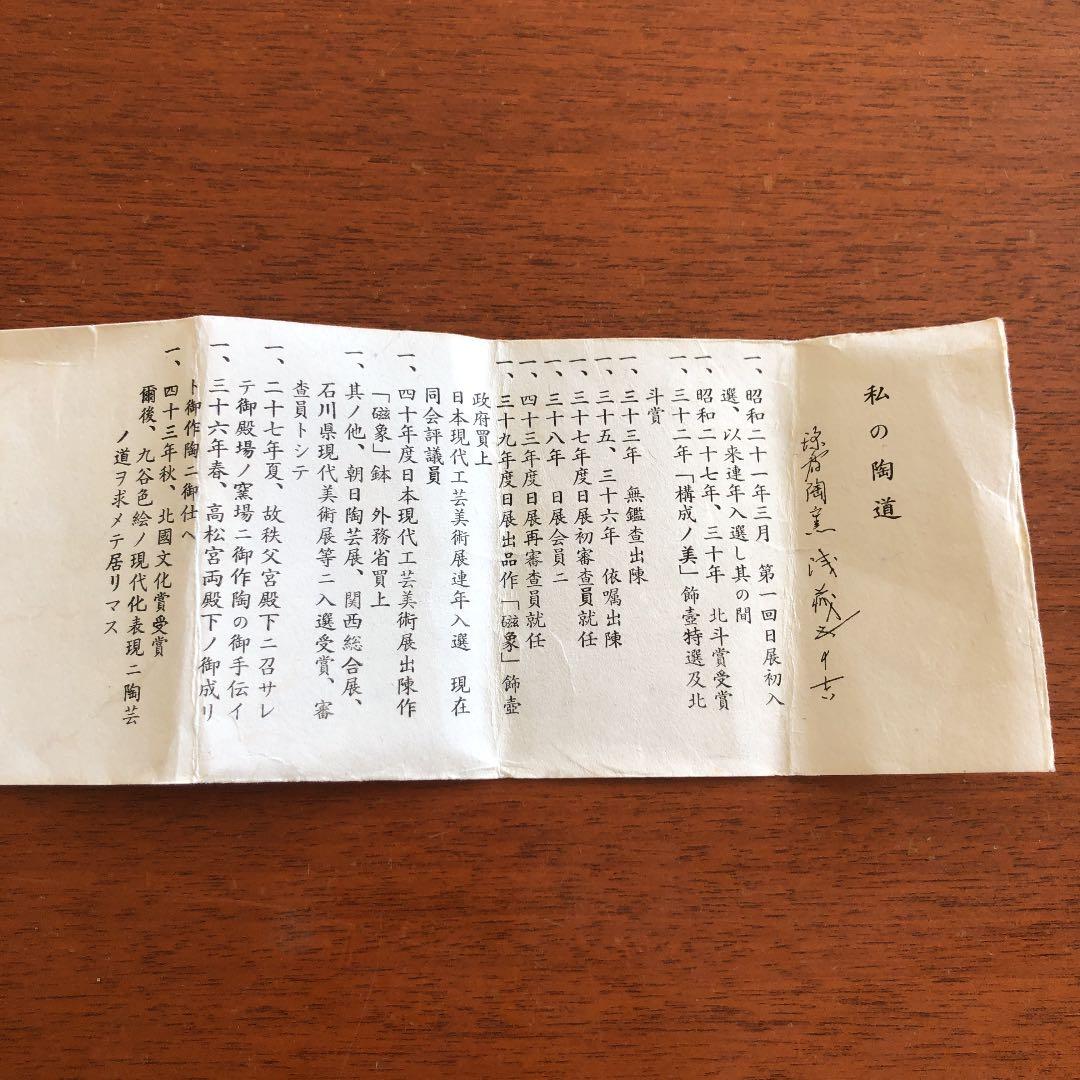 私の陶道
陶窯 浅蔵五十吉
一、昭和二十一年三月 第一回日展初入
選、以来連年入選し其の間
一、昭和二十七年、三十年 北斗賞受賞
一、三十二年「構成ノ美」飾壺特選及北
斗賞
一、三十三年 無鑑査出陳
一、三十五、三十六年 依嘱出陳
一、三十七年度日展初審査員就任
一、三十八年 日展会員ニ
一、四十三年度日展再審査員就任
一、三十九年度日展出品作「磁象」飾壺
政府買上
日本現代工芸美術展連年入選 現在
同会評議員
一、四十年度日本現代工芸美術展出陳作
「磁象」鉢 外務省買上
一、其ノ他、朝日陶芸展、関西総合展、
石川県現代美術展等ニ入選受賞、審
査員トシテ
一、二十七年夏、故秩父宮殿下ニ召サレ
テ御殿場ノ窯場ニ御作陶の御手伝イ
一、三十六年春、高松宮両殿下ノ御成リ
ト御作陶ニ御仕ヘ
一、四十三年秋、北國文化賞受賞
爾後、九谷色絵ノ現代化表現ニ陶芸
ノ道ヲ求メテ居リマス